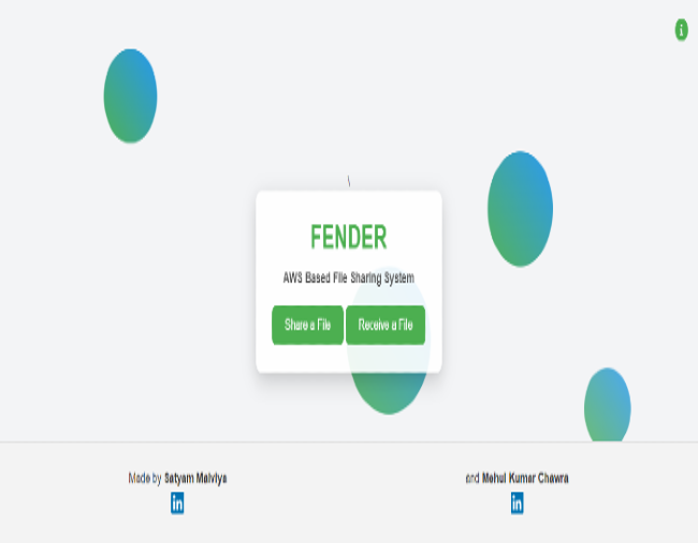 i
\
FENDER
AWS Based File Sharing System
Share a File Receive a File
Made by Satyam Malviya and Mehul Kumar Chawra
in in